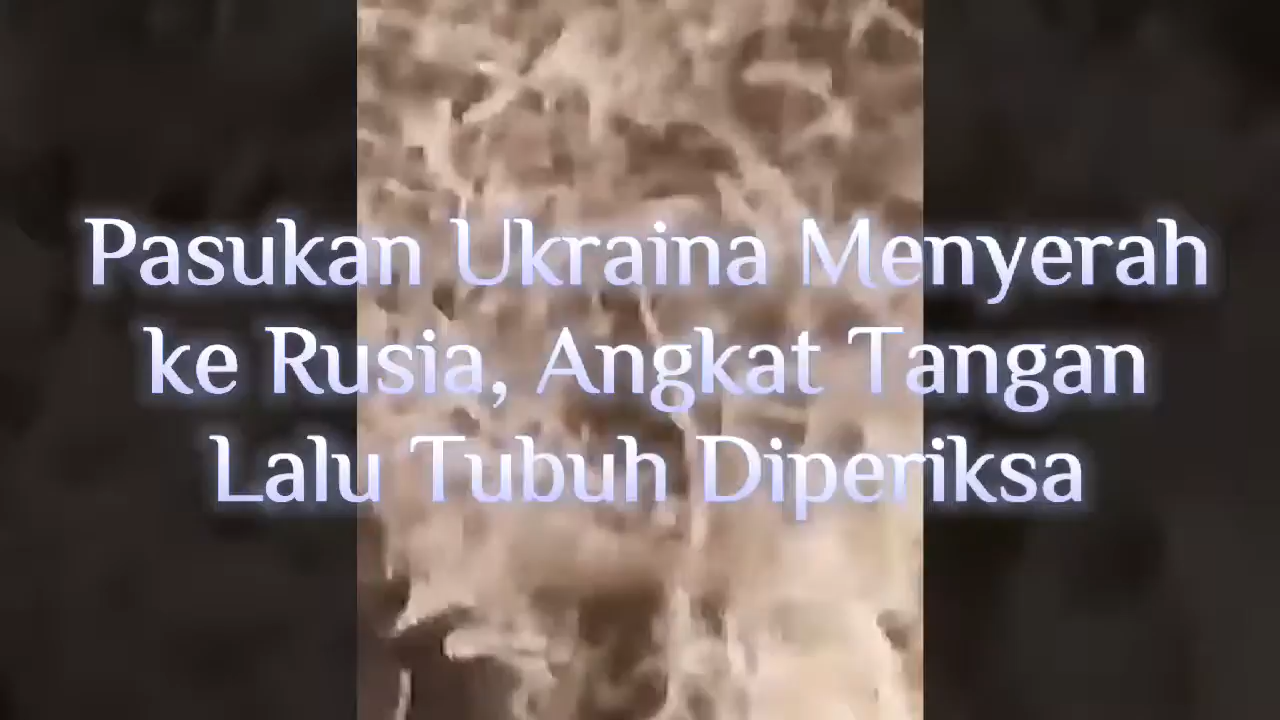 Pasukan Ukraina Menyerah
ke Rusia, Angkat Tangan
Lalu Tubuh Diperiksa